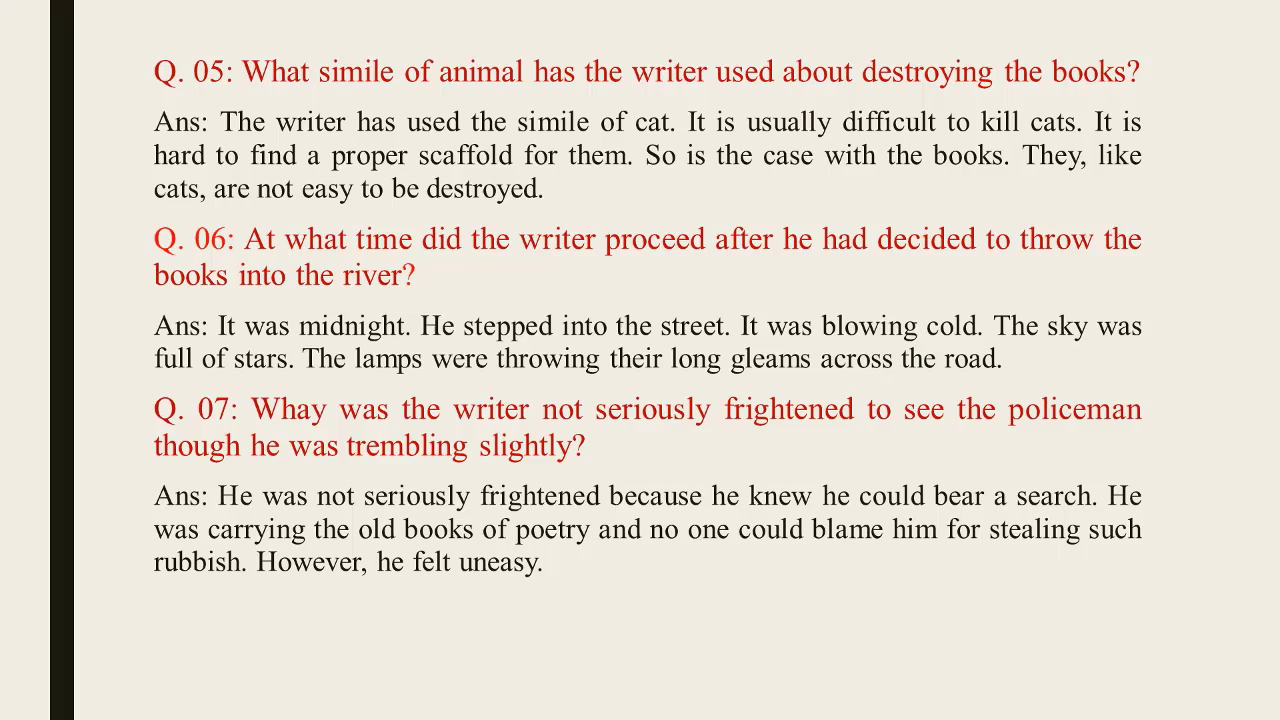 Q. 05: What simile of animal has the writer used about destroying the books?
Ans: The writer has used the simile of cat. It is usually difficult to kill cats. It is
hard to find a proper scaffold for them. So is the case with the books. They, like
cats, are not easy to be destroyed.
Q. 06: At what time did the writer proceed after he had decided to throw the
books into the river?
Ans: It was midnight. He stepped into the street. It was blowing cold. The sky was
full of stars. The lamps were throwing their long gleams across the road.
Q. 07: Whay was the writer not seriously frightened to see the policeman
though he was trembling slightly?
Ans: He was not seriously frightened because he knew he could bear a search. He
was carrying the old books of poetry and no one could blame him for stealing such
rubbish. However, he felt uneasy.